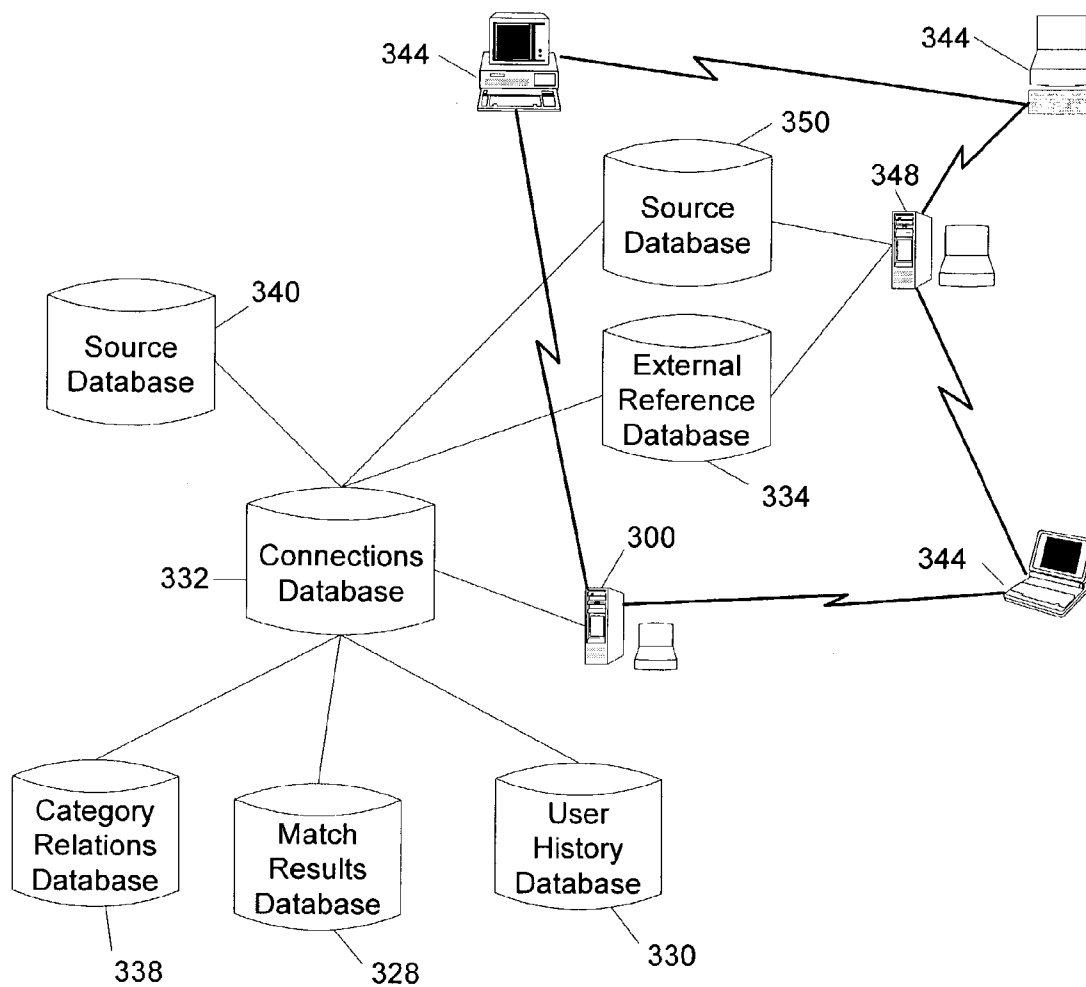 344
344
350
348
Source
Database
340
Source
Database
External
Reference
Database
334
300
Connections
Database
332
344
Category
Relations
Database
Match
Results
Database
User
History
Database
338
328
330